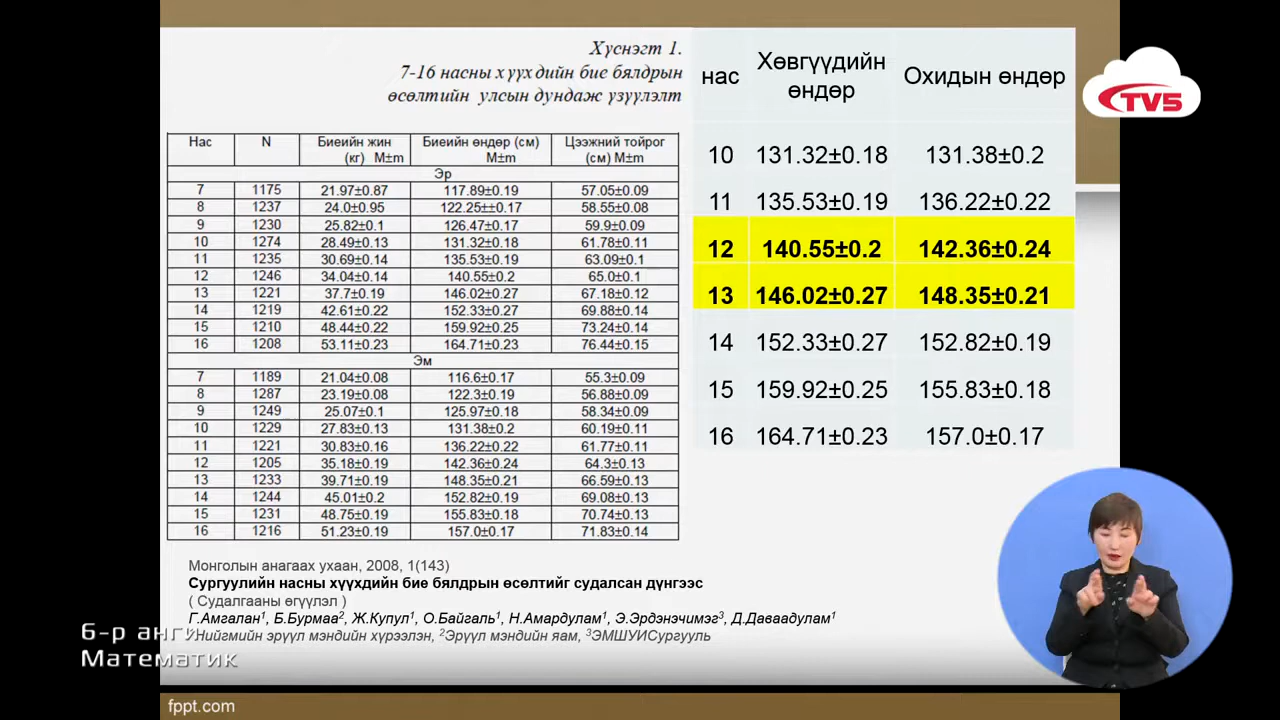 Хүснэгт 1.
7-16 насны хүүхдийн бие бялдрын
өсөлтийн улсын дундаж үзүүлэлт
Нас N Биеийн жин (кг) M±m Биеийн өндөр (см) M±m Цээжний тойрог (см) M±m
Эр
7 1175 21.97±0.87 117.89±0.19 57.05±0.09
8 1237 24.0±0.95 122.25±±0.17 58.55±0.08
9 1230 25.82±0.1 126.47±0.17 59.9±0.09
10 1274 28.49±0.13 131.32±0.18 61.78±0.11
11 1235 30.69±0.14 135.53±0.19 63.09±0.1
12 1246 34.04±0.14 140.55±0.2 65.0±0.1
13 1221 37.7±0.19 146.02±0.27 67.18±0.12
14 1219 42.61±0.22 152.33±0.27 69.88±0.14
15 1210 48.44±0.22 159.92±0.25 73.24±0.14
16 1208 53.11±0.23 164.71±0.23 76.44±0.15
Эм
7 1189 21.04±0.08 116.6±0.17 55.3±0.09
8 1287 23.19±0.08 122.3±0.19 56.88±0.09
9 1249 25.07±0.1 125.97±0.18 58.34±0.09
10 1229 27.83±0.13 131.38±0.2 60.19±0.11
11 1221 30.83±0.16 136.22±0.22 61.77±0.11
12 1205 35.18±0.19 142.36±0.24 64.3±0.13
13 1233 39.71±0.19 148.35±0.21 66.59±0.13
14 1244 45.01±0.2 152.82±0.19 69.08±0.13
15 1231 48.75±0.19 155.83±0.18 70.74±0.13
16 1216 51.23±0.19 157.0±0.17 71.83±0.14
нас Хөвгүүдийн өндөр Охидын өндөр
10 131.32±0.18 131.38±0.2
11 135.53±0.19 136.22±0.22
12 140.55±0.2 142.36±0.24
13 146.02±0.27 148.35±0.21
14 152.33±0.27 152.82±0.19
15 159.92±0.25 155.83±0.18
16 164.71±0.23 157.0±0.17
TV5
Монголын анагаах ухаан, 2008, 1(143)
Сургуулийн насны хүүхдийн бие бялдрын өсөлтийг судалсан дүнгээс
( Судалгааны өгүүлэл )
Г.Амгалан¹, Б.Бурмаа², Ж.Купул¹, О.Байгаль¹, Н.Амардулам¹, Э.Эрдэнэчимэг³, Д.Даваадулам¹
¹Нийгмийн эрүүл мэндийн хүрээлэн, ²Эрүүл мэндийн яам, ³ЭМШУИСургууль
6-р анги
Математик
fppt.com